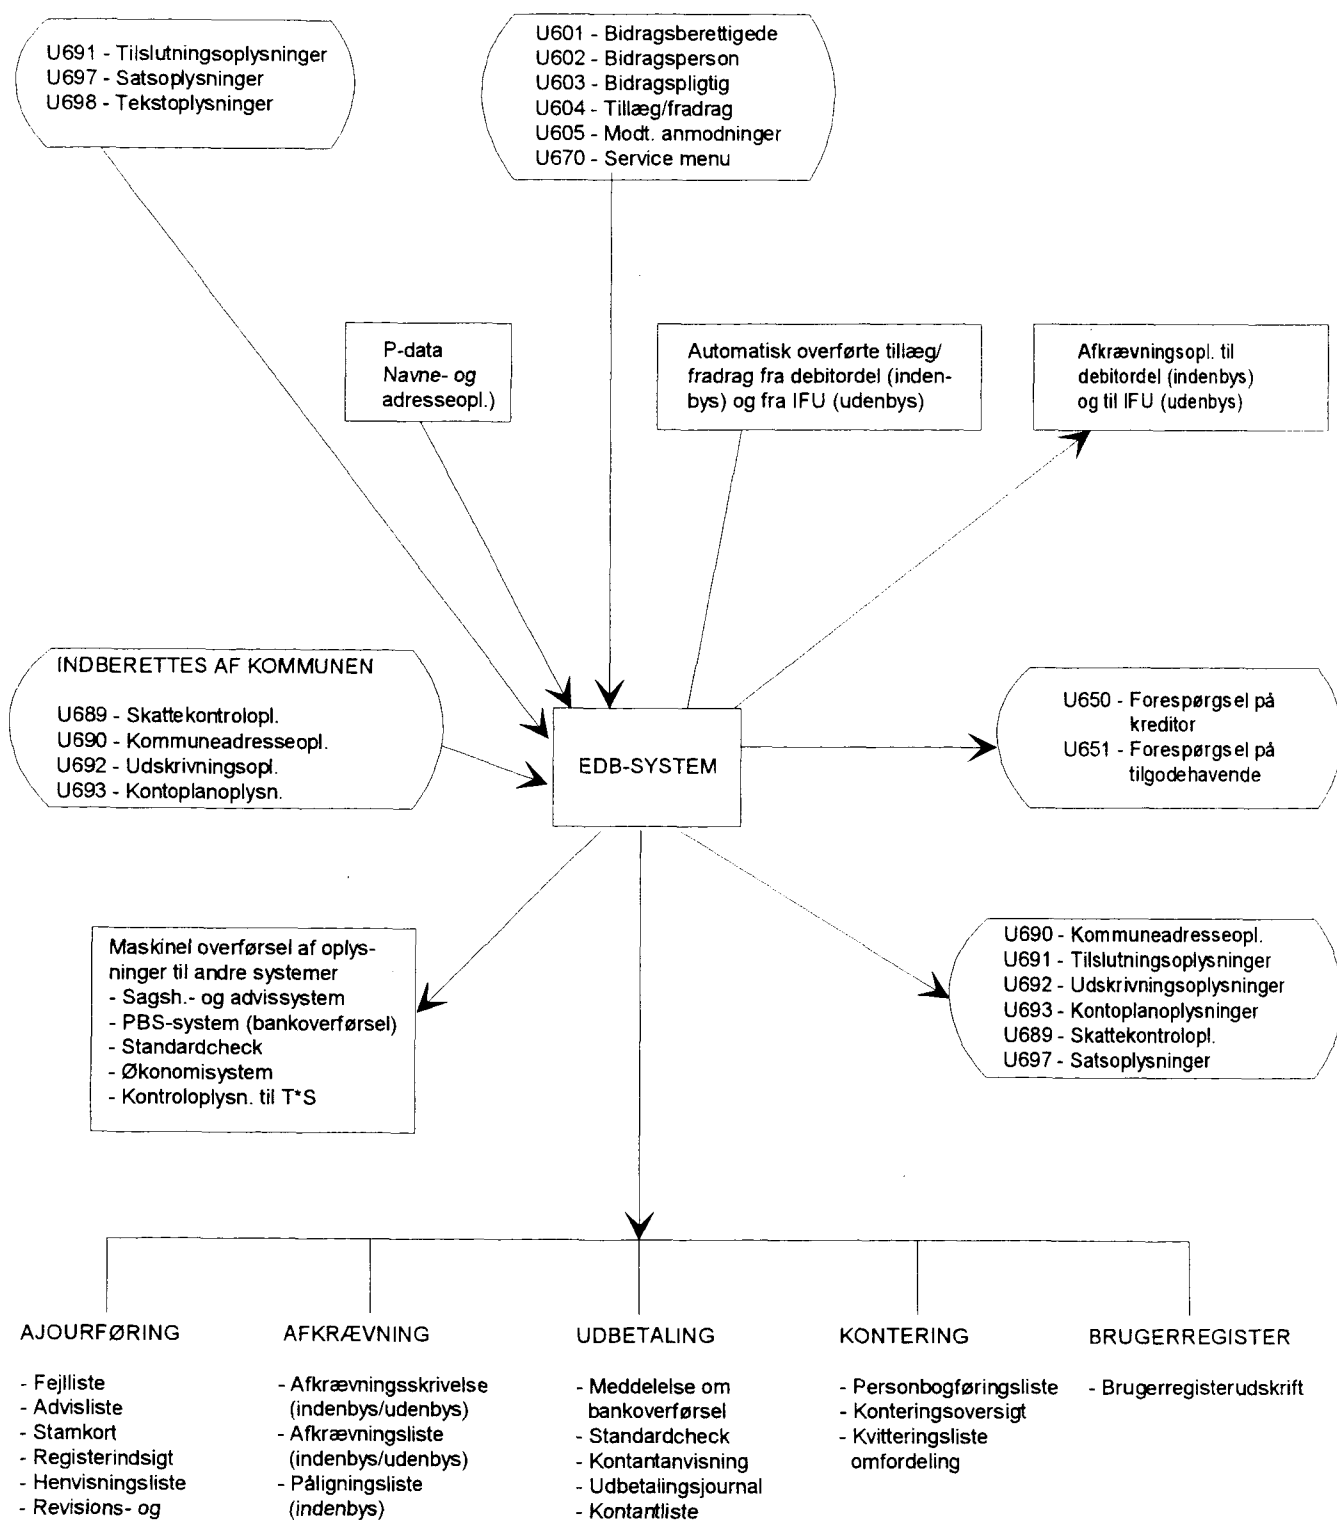 U691 - Tilslutningsoplysninger
U697 - Satsoplysninger
U698 - Tekstoplysninger
U601 - Bidragsberettigede
U602 - Bidragsperson
U603 - Bidragspligtig
U604 - Tillæg/fradrag
U605 - Modt. anmodninger
U670 - Service menu
P-data
Navne- og
adresseopl.)
Automatisk overførte tillæg/
fradrag fra debitordel (inden-
bys) og fra IFU (udenbys)
Afkrævningsopl. til
debitordel (indenbys)
og til IFU (udenbys)
INDBERETTES AF KOMMUNEN
U689 - Skattekontrolopl.
U690 - Kommuneadresseopl.
U692 - Udskrivningsopl.
U693 - Kontoplanoplysn.
EDB-SYSTEM
U650 - Forespørgsel på
kreditor
U651 - Forespørgsel på
tilgodehavende
Maskinel overførsel af oplys-
ninger til andre systemer
- Sagsh.- og advissystem
- PBS-system (bankoverførsel)
- Standardcheck
- Økonomisystem
- Kontroloplysn. til T*S
U690 - Kommuneadresseopl.
U691 - Tilslutningsoplysninger
U692 - Udskrivningsoplysninger
U693 - Kontoplanoplysninger
U689 - Skattekontrolopl.
U697 - Satsoplysninger
AJOURFØRING
- Fejlliste
- Advisliste
- Stamkort
- Registerindsigt
- Henvisningsliste
- Revisions- og
AFKRÆVNING
- Afkrævningsskrivelse
(indenbys/udenbys)
- Afkrævningsliste
(indenbys/udenbys)
- Påligningsliste
(indenbys)
UDBETALING
- Meddelelse om
bankoverførsel
- Standardcheck
- Kontantanvisning
- Udbetalingsjournal
- Kontantliste
KONTERING
- Personbogføringsliste
- Konteringsoversigt
- Kvitteringsliste
omfordeling
BRUGERREGISTER
- Brugerregisterudskrift